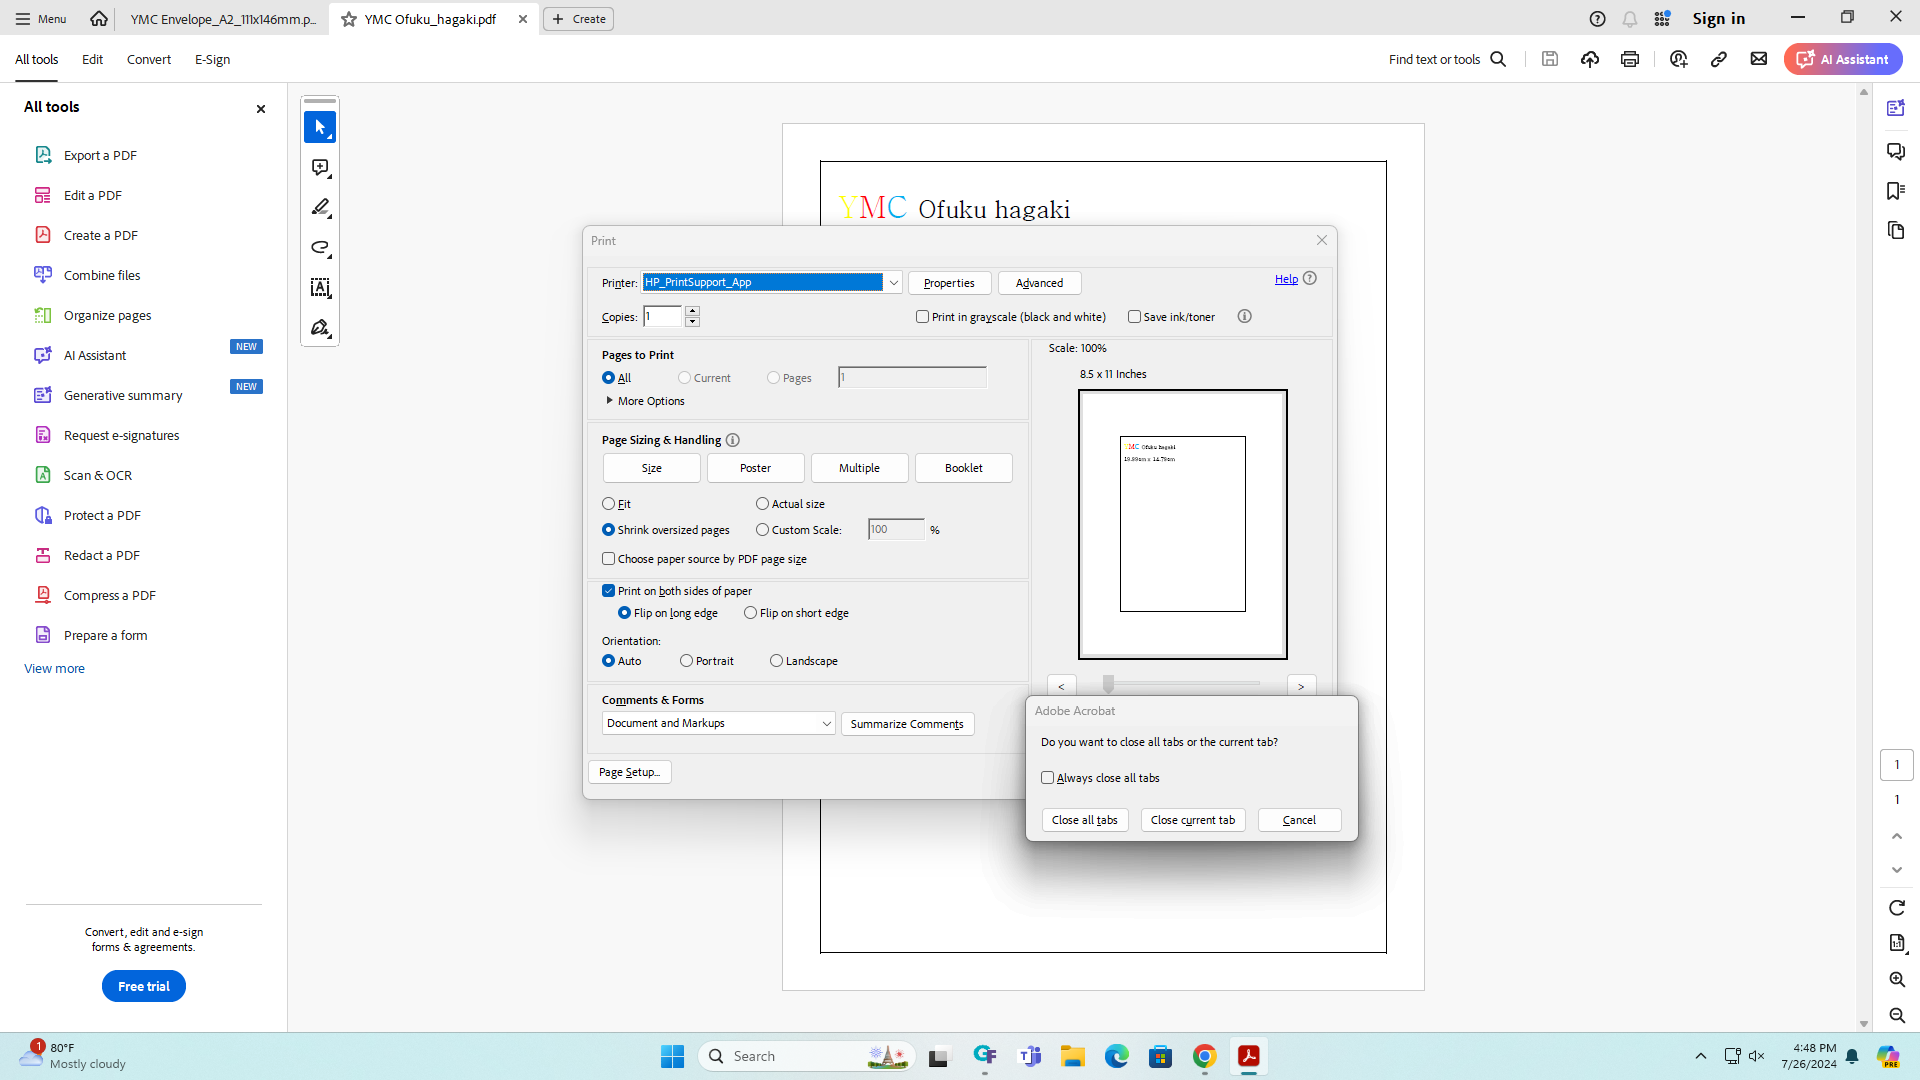 Menu
YMC Envelope_A2_111x146mm.p...
YMC Ofuku_hagaki.pdf
Create
Sign in
All tools
Edit
Convert
E-Sign
Find text or tools
AI Assistant
All tools
Export a PDF
Edit a PDF
Create a PDF
Combine files
Organize pages
AI Assistant
NEW
Generative summary
NEW
Request e-signatures
Scan & OCR
Protect a PDF
Redact a PDF
Compress a PDF
Prepare a form
View more
Convert, edit and e-sign
forms & agreements.
Free trial
YMC Ofuku hagaki
Print
Printer:
HP_PrintSupport_App
Properties
Advanced
Help
Copies:
1
Print in grayscale (black and white)
Save ink/toner
Pages to Print
All
Current
Pages
1
More Options
Page Sizing & Handling
Size
Poster
Multiple
Booklet
Fit
Actual size
Shrink oversized pages
Custom Scale:
100
%
Choose paper source by PDF page size
Print on both sides of paper
Flip on long edge
Flip on short edge
Orientation:
Auto
Portrait
Landscape
Comments & Forms
Document and Markups
Summarize Comments
Page Setup...
Scale: 100%
8.5 x 11 Inches
YMC Ofuku hagaki
19.99cm x 14.79cm
<
>
Adobe Acrobat
Do you want to close all tabs or the current tab?
Always close all tabs
Close all tabs
Close current tab
Cancel
1
1
1
80°F
Mostly cloudy
Search
4:48 PM
7/26/2024
PRE